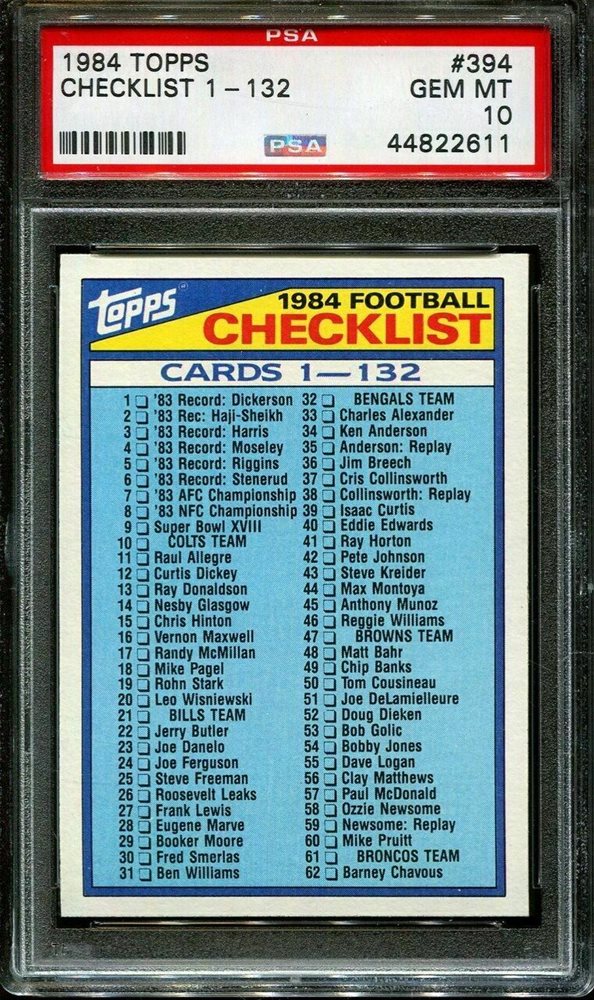 PSA
1984 TOPPS #394
CHECKLIST 1 – 132 GEM MT
10
PSA 44822611
topps
1984 FOOTBALL
CHECKLIST
CARDS 1—132
1 '83 Record: Dickerson
2 '83 Rec: Haji-Sheikh
3 '83 Record: Harris
4 '83 Record: Moseley
5 '83 Record: Riggins
6 '83 Record: Stenerud
7 '83 AFC Championship
8 '83 NFC Championship
9 Super Bowl XVIII
10 COLTS TEAM
11 Raul Allegre
12 Curtis Dickey
13 Ray Donaldson
14 Nesby Glasgow
15 Chris Hinton
16 Vernon Maxwell
17 Randy McMillan
18 Mike Pagel
19 Rohn Stark
20 Leo Wisniewski
21 BILLS TEAM
22 Jerry Butler
23 Joe Danelo
24 Joe Ferguson
25 Steve Freeman
26 Roosevelt Leaks
27 Frank Lewis
28 Eugene Marve
29 Booker Moore
30 Fred Smerlas
31 Ben Williams
32 BENGALS TEAM
33 Charles Alexander
34 Ken Anderson
35 Anderson: Replay
36 Jim Breech
37 Cris Collinsworth
38 Collinsworth: Replay
39 Isaac Curtis
40 Eddie Edwards
41 Ray Horton
42 Pete Johnson
43 Steve Kreider
44 Max Montoya
45 Anthony Munoz
46 Reggie Williams
47 BROWNS TEAM
48 Matt Bahr
49 Chip Banks
50 Tom Cousineau
51 Joe DeLamielleure
52 Doug Dieken
53 Bob Golic
54 Bobby Jones
55 Dave Logan
56 Clay Matthews
57 Paul McDonald
58 Ozzie Newsome
59 Newsome: Replay
60 Mike Pruitt
61 BRONCOS TEAM
62 Barney Chavous